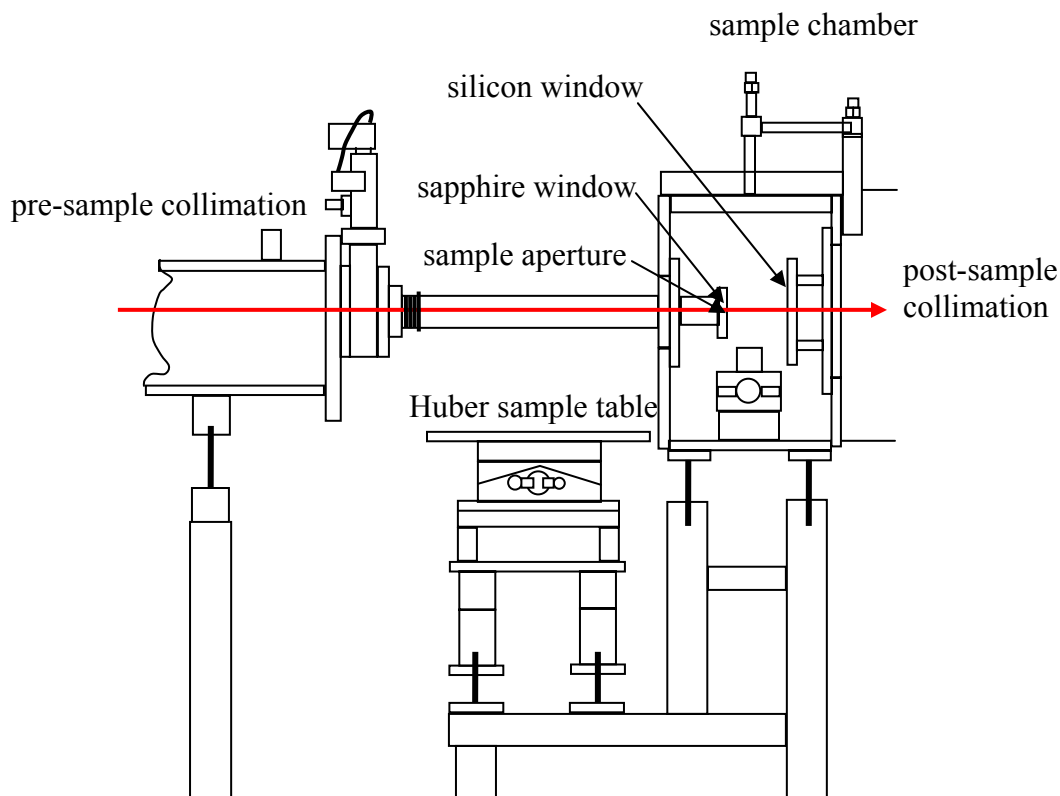 sample chamber
silicon window
sapphire window
pre-sample collimation
sample aperture
post-sample
collimation
Huber sample table